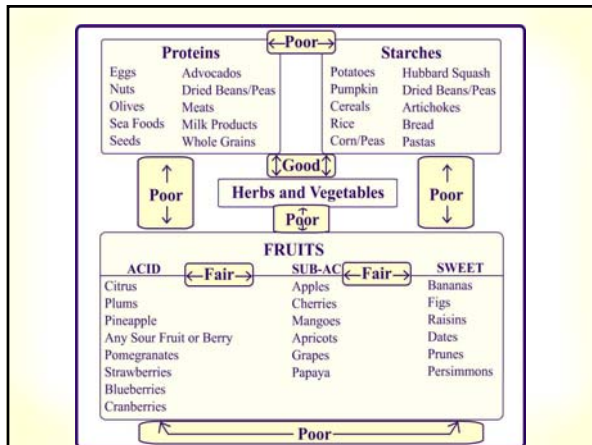 Poor
Proteins
Starches
Eggs
Nuts
Olives
Sea Foods
Seeds
Advocados
Dried Beans/Peas
Meats
Milk Products
Whole Grains
Potatoes
Pumpkin
Cereals
Rice
Corn/Peas
Hubbard Squash
Dried Beans/Peas
Artichokes
Bread
Pastas
Good
Poor
Herbs and Vegetables
Poor
Poor
FRUITS
ACID
Fair
SUB-AC
Fair
SWEET
Citrus
Plums
Pineapple
Any Sour Fruit or Berry
Pomegranates
Strawberries
Blueberries
Cranberries
Apples
Cherries
Mangoes
Apricots
Grapes
Papaya
Bananas
Figs
Raisins
Dates
Prunes
Persimmons
Poor